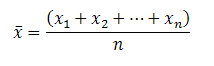 x̄ = (x₁ + x₂ + ⋯ + xₙ) / n